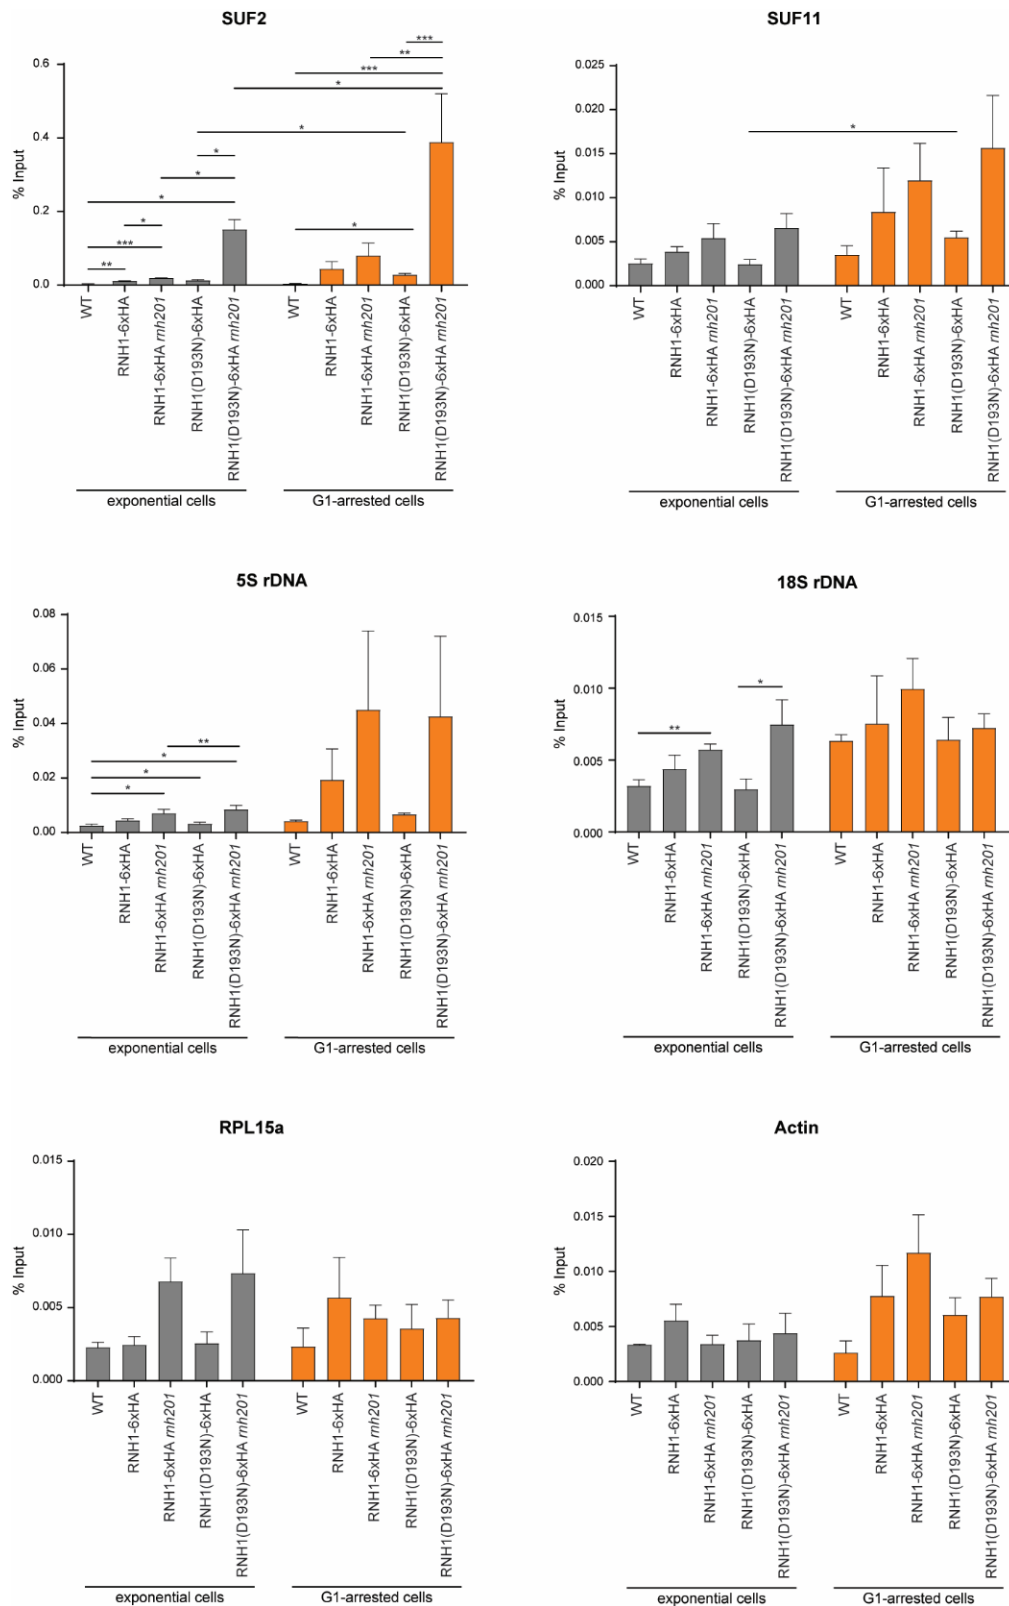 SUF2
% Input
0.6
0.4
0.2
0.0
***
**
***
*
*
*
*
*
*
***
**
*
WT
RNH1-6xHA
RNH1-6xHA rnh201
RNH1(D193N)-6xHA
RNH1(D193N)-6xHA rnh201
WT
RNH1-6xHA
RNH1-6xHA rnh201
RNH1(D193N)-6xHA
RNH1(D193N)-6xHA rnh201
exponential cells
G1-arrested cells
SUF11
% Input
0.025
0.020
0.015
0.010
0.005
0.000
*
WT
RNH1-6xHA
RNH1-6xHA rnh201
RNH1(D193N)-6xHA
RNH1(D193N)-6xHA rnh201
WT
RNH1-6xHA
RNH1-6xHA rnh201
RNH1(D193N)-6xHA
RNH1(D193N)-6xHA rnh201
exponential cells
G1-arrested cells
5S rDNA
% Input
0.08
0.06
0.04
0.02
0.00
**
*
*
*
WT
RNH1-6xHA
RNH1-6xHA rnh201
RNH1(D193N)-6xHA
RNH1(D193N)-6xHA rnh201
WT
RNH1-6xHA
RNH1-6xHA rnh201
RNH1(D193N)-6xHA
RNH1(D193N)-6xHA rnh201
exponential cells
G1-arrested cells
18S rDNA
% Input
0.015
0.010
0.005
0.000
*
**
WT
RNH1-6xHA
RNH1-6xHA rnh201
RNH1(D193N)-6xHA
RNH1(D193N)-6xHA rnh201
WT
RNH1-6xHA
RNH1-6xHA rnh201
RNH1(D193N)-6xHA
RNH1(D193N)-6xHA rnh201
exponential cells
G1-arrested cells
RPL15a
% Input
0.015
0.010
0.005
0.000
WT
RNH1-6xHA
RNH1-6xHA rnh201
RNH1(D193N)-6xHA
RNH1(D193N)-6xHA rnh201
WT
RNH1-6xHA
RNH1-6xHA rnh201
RNH1(D193N)-6xHA
RNH1(D193N)-6xHA rnh201
exponential cells
G1-arrested cells
Actin
% Input
0.020
0.015
0.010
0.005
0.000
WT
RNH1-6xHA
RNH1-6xHA rnh201
RNH1(D193N)-6xHA
RNH1(D193N)-6xHA rnh201
WT
RNH1-6xHA
RNH1-6xHA rnh201
RNH1(D193N)-6xHA
RNH1(D193N)-6xHA rnh201
exponential cells
G1-arrested cells